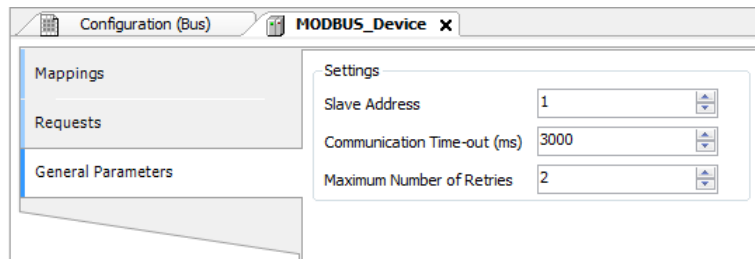 Configuration (Bus) MODBUS_Device X
Mappings
Requests
General Parameters
Settings
Slave Address 1
Communication Time-out (ms) 3000
Maximum Number of Retries 2